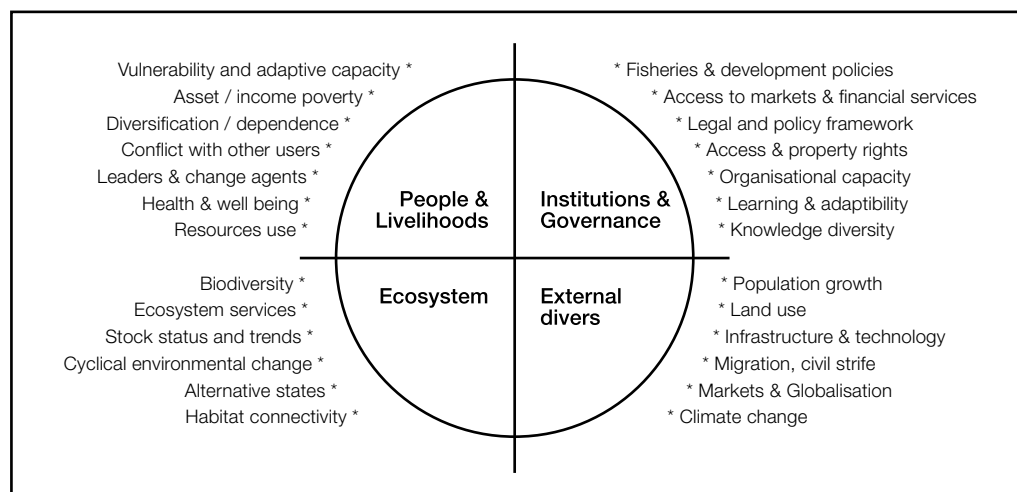 Vulnerability and adaptive capacity *
Asset / income poverty *
Diversification / dependence *
Conflict with other users *
Leaders & change agents *
Health & well being *
Resources use *
People &
Livelihoods
* Fisheries & development policies
* Access to markets & financial services
* Legal and policy framework
* Access & property rights
* Organisational capacity
* Learning & adaptibility
* Knowledge diversity
Institutions &
Governance
Biodiversity *
Ecosystem services *
Stock status and trends *
Cyclical environmental change *
Alternative states *
Habitat connectivity *
Ecosystem
External
divers
* Population growth
* Land use
* Infrastructure & technology
* Migration, civil strife
* Markets & Globalisation
* Climate change